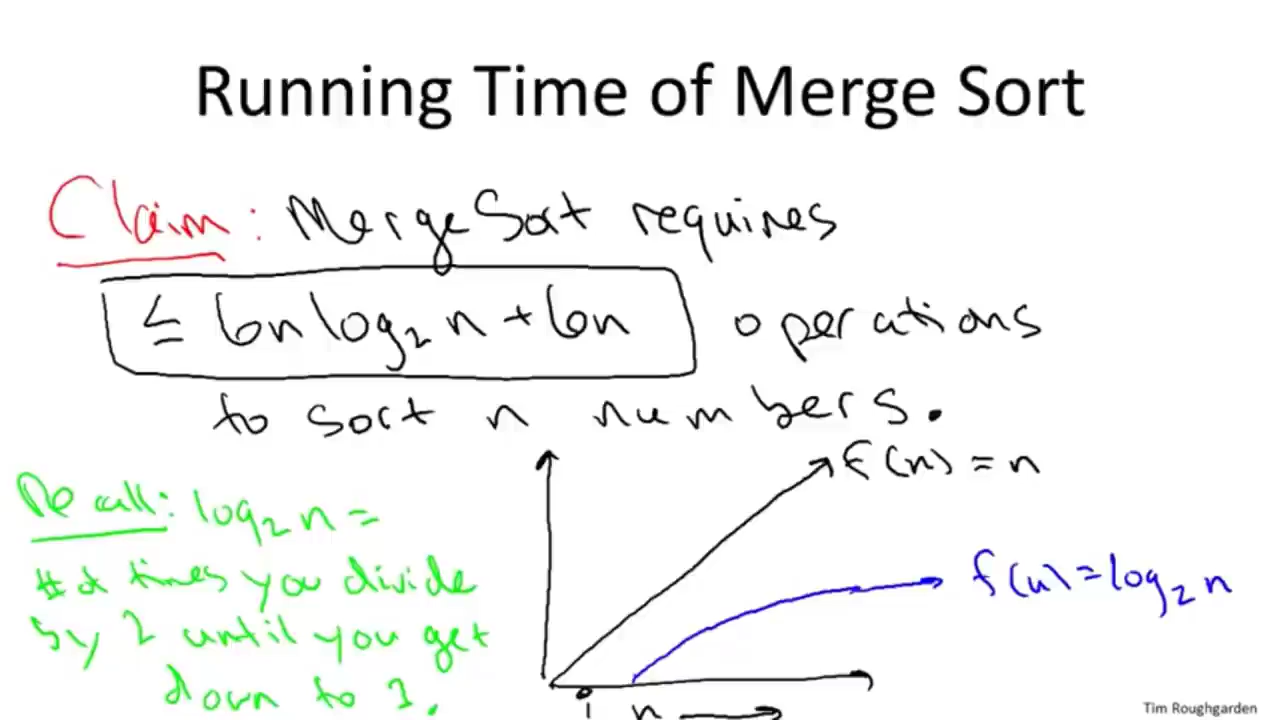 Running Time of Merge Sort
Claim: MergeSort requires
≤ 6n log₂ n + 6n operations
to sort n numbers.
f(n) = n
Recall: log₂ n =
# of times you divide
by 2 until you get
down to 1.
f(n) = log₂ n
1 n →
Tim Roughgarden